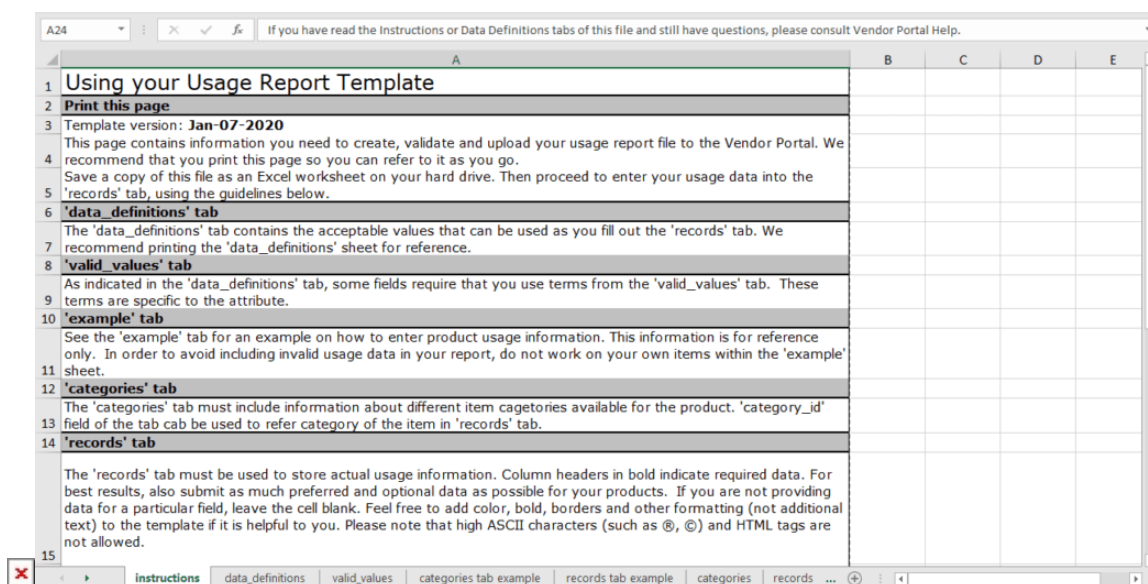 A24
fx
If you have read the Instructions or Data Definitions tabs of this file and still have questions, please consult Vendor Portal Help.
A B C D E
1 Using your Usage Report Template
2 Print this page
3 Template version: Jan-07-2020
This page contains information you need to create, validate and upload your usage report file to the Vendor Portal. We
4 recommend that you print this page so you can refer to it as you go.
Save a copy of this file as an Excel worksheet on your hard drive. Then proceed to enter your usage data into the
5 'records' tab, using the guidelines below.
6 'data_definitions' tab
The 'data_definitions' tab contains the acceptable values that can be used as you fill out the 'records' tab. We
7 recommend printing the 'data_definitions' sheet for reference.
8 'valid_values' tab
As indicated in the 'data_definitions' tab, some fields require that you use terms from the 'valid_values' tab. These
9 terms are specific to the attribute.
10 'example' tab
See the 'example' tab for an example on how to enter product usage information. This information is for reference
only. In order to avoid including invalid usage data in your report, do not work on your own items within the 'example'
11 sheet.
12 'categories' tab
The 'categories' tab must include information about different item cagetories available for the product. 'category_id'
13 field of the tab cab be used to refer category of the item in 'records' tab.
14 'records' tab
The 'records' tab must be used to store actual usage information. Column headers in bold indicate required data. For
best results, also submit as much preferred and optional data as possible for your products. If you are not providing
data for a particular field, leave the cell blank. Feel free to add color, bold, borders and other formatting (not additional
text) to the template if it is helpful to you. Please note that high ASCII characters (such as ®, ©) and HTML tags are
not allowed.
15
instructions data_definitions valid_values categories tab example records tab example categories records ...